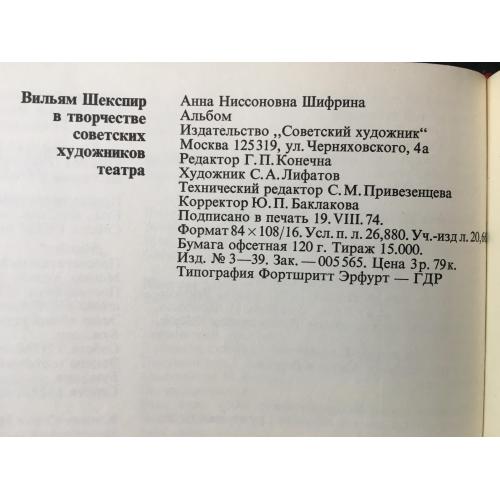 Вильям Шекспир
в творчестве
советских
художников
театра
Анна Ниссоновна Шифрина
Альбом
Издательство „Советский художник“
Москва 125319, ул. Черняховского, 4а
Редактор Г. П. Конечна
Художник С. А. Лифатов
Технический редактор С. М. Привезенцева
Корректор Ю. П. Баклакова
Подписано в печать 19. VIII. 74.
Формат 84 × 108/16. Усл. п. л. 26,880. Уч.-изд л.
Бумага офсетная 120 г. Тираж 15.000.
Изд. № 3—39. Зак. — 005 565. Цена 3 р. 79 к.
Типография Фортшритт Эрфурт — ГДР